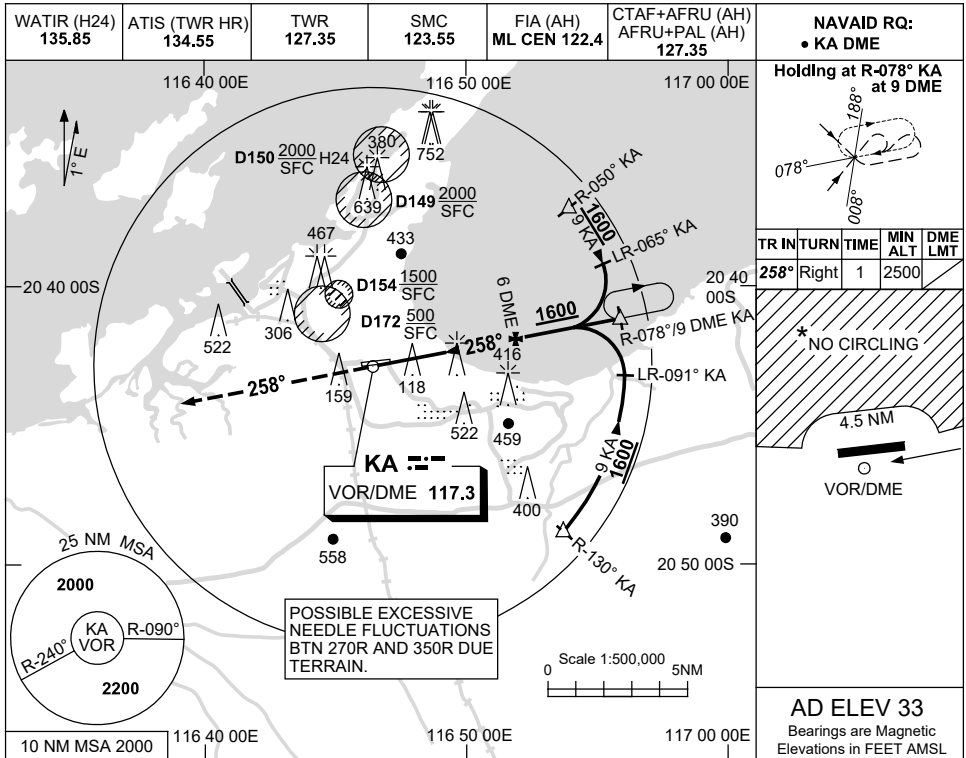 WATIR (H24)
135.85
ATIS (TWR HR)
134.55
TWR
127.35
SMC
123.55
FIA (AH)
ML CEN 122.4
CTAF+AFRU (AH)
AFRU+PAL (AH)
127.35
NAVAID RQ:
• KA DME
116 40 00E
116 50 00E
117 00 00E
1° E
D150 2000
SFC H24
380
752
639
D149 2000
SFC
467
433
D154 1500
SFC
D172 500
SFC
20 40 00S
522
306
159
118
416
522
459
400
558
390
R-050° KA
1600
9 KA
LR-065° KA
6 DME
1600
258°
258°
R-078°/9 DME KA
LR-091° KA
9 KA
1600
R-130° KA
20 40
00S
20 50 00S
KA
VOR/DME 117.3
25 NM MSA
2000
KA
VOR
R-090°
R-240°
2200
10 NM MSA 2000
POSSIBLE EXCESSIVE
NEEDLE FLUCTUATIONS
BTN 270R AND 350R DUE
TERRAIN.
Scale 1:500,000
0
5NM
116 40 00E
116 50 00E
117 00 00E
Holding at R-078° KA
at 9 DME
188°
078°
008°
TR IN
TURN
TIME
MIN
ALT
DME
LMT
258°
Right
1
2500
*NO CIRCLING
4.5 NM
VOR/DME
AD ELEV 33
Bearings are Magnetic
Elevations in FEET AMSL